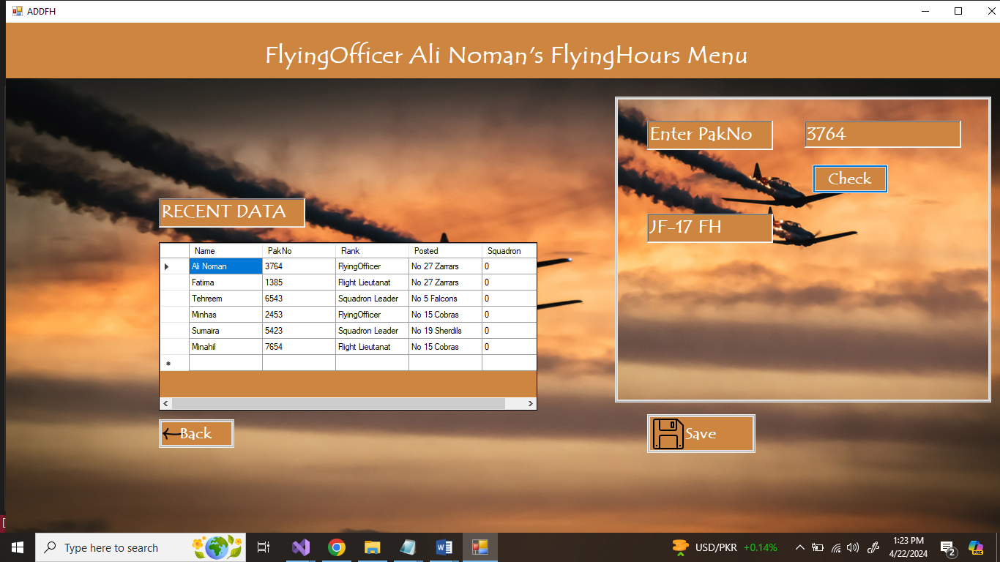 ADDFH
FlyingOfficer Ali Noman's FlyingHours Menu
Enter PakNo
3764
Check
JF-17 FH
RECENT DATA
Name PakNo Rank Posted Squadron
Ali Noman 3764 FlyingOfficer No 27 Zarrars 0
Fatima 1385 Flight Lieutanat No 27 Zarrars 0
Tehreem 6543 Squadron Leader No 5 Falcons 0
Minhas 2453 FlyingOfficer No 15 Cobras 0
Sumaira 5423 Squadron Leader No 19 Sherdils 0
Minahil 7654 Flight Lieutanat No 15 Cobras 0
Back
Save
Type here to search
USD/PKR +0.14%
1:23 PM
4/22/2024
2
PRE